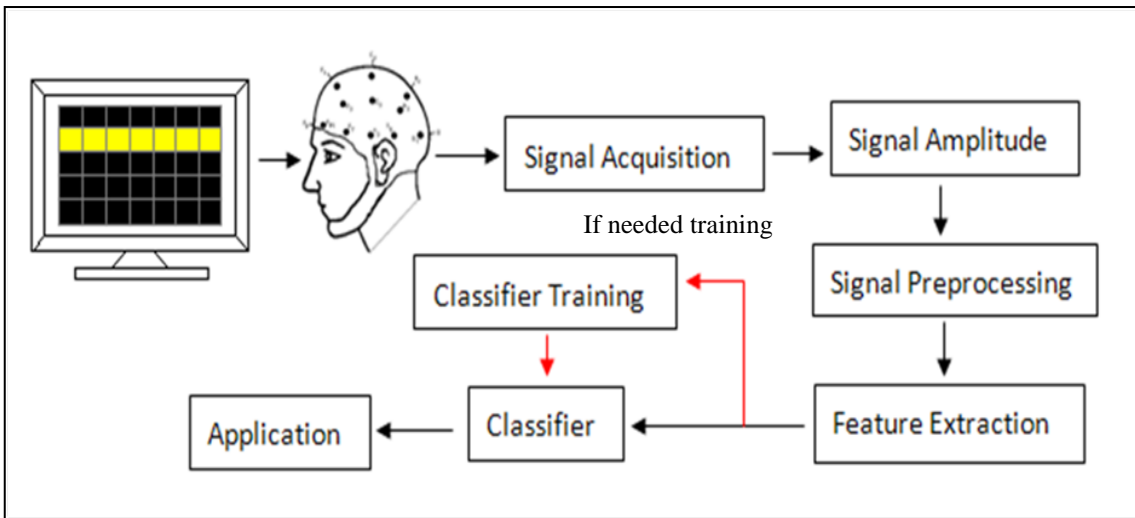 Signal Acquisition
Signal Amplitude
If needed training
Signal Preprocessing
Classifier Training
Feature Extraction
Classifier
Application